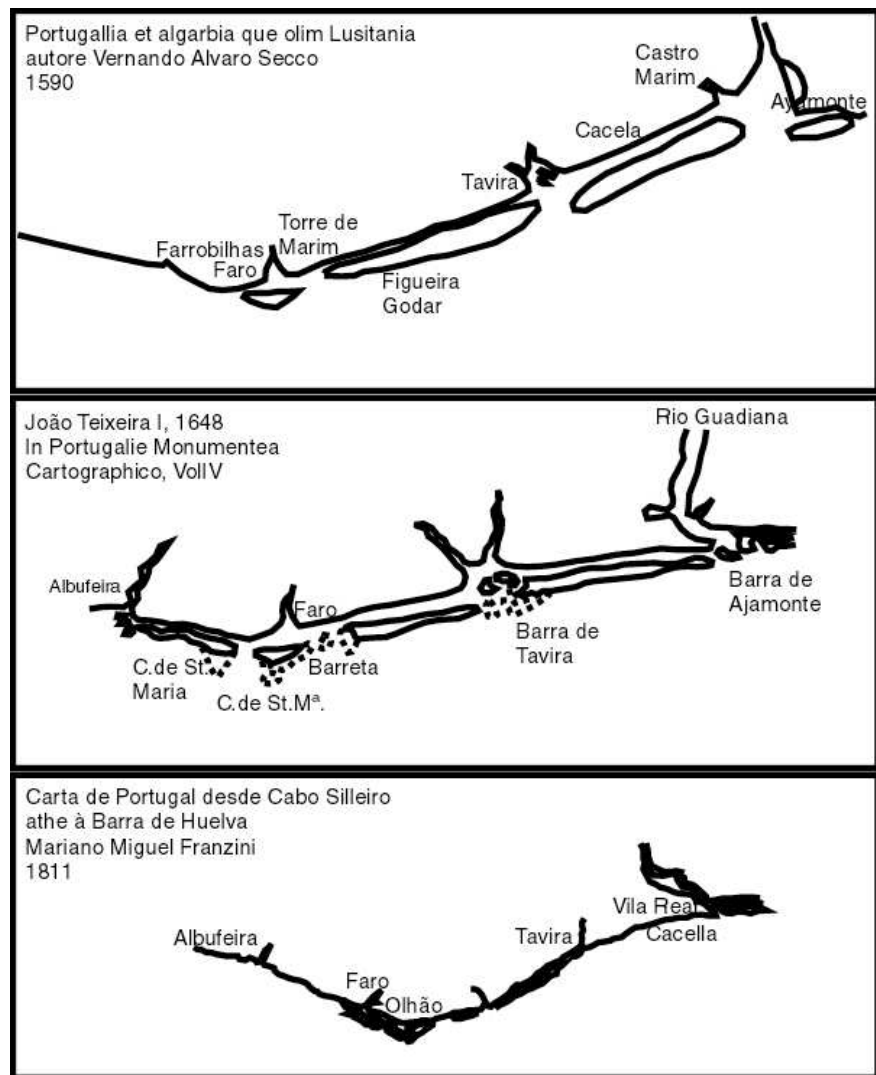 Portugallia et algarbia que olim Lusitania
autore Vernando Alvaro Secco
1590
Castro
Marim
Ayamonte
Cacela
Tavira
Torre de
Marim
Farrobilhas
Faro
Figueira
Godar
João Teixeira I, 1648
In Portugalie Monumentea
Cartographico, VolIV
Rio Guadiana
Albufeira
Faro
Barra de
Ajamonte
Barra de
Tavira
Barreta
C.de St.
Maria
C.de St.Mª.
Carta de Portugal desde Cabo Silleiro
athe à Barra de Huelva
Mariano Miguel Franzini
1811
Vila Real
Cacella
Tavira
Albufeira
Faro
Olhão